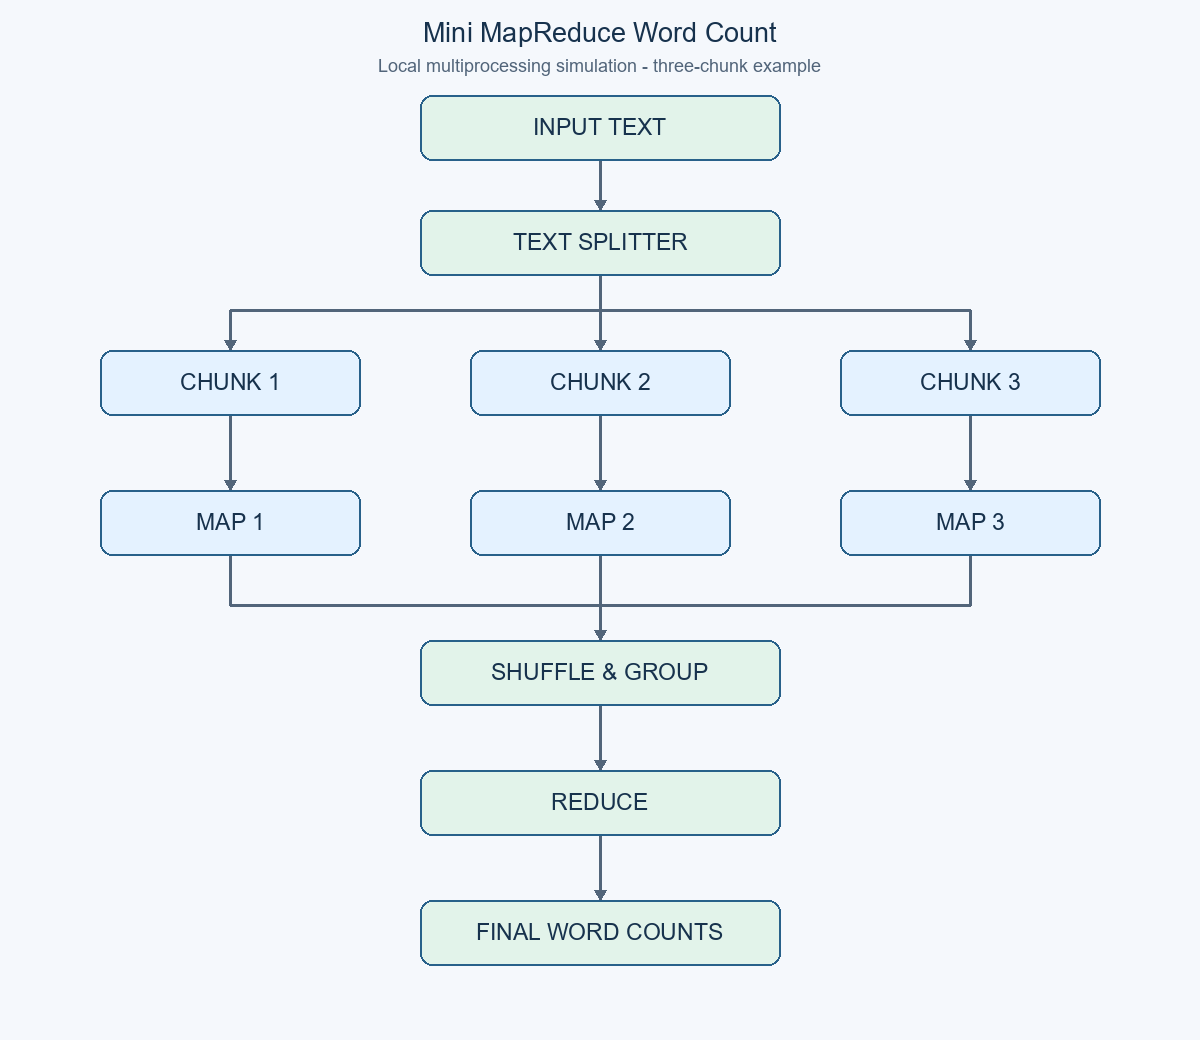 Mini MapReduce Word Count
Local multiprocessing simulation - three-chunk example
INPUT TEXT
TEXT SPLITTER
CHUNK 1
CHUNK 2
CHUNK 3
MAP 1
MAP 2
MAP 3
SHUFFLE & GROUP
REDUCE
FINAL WORD COUNTS